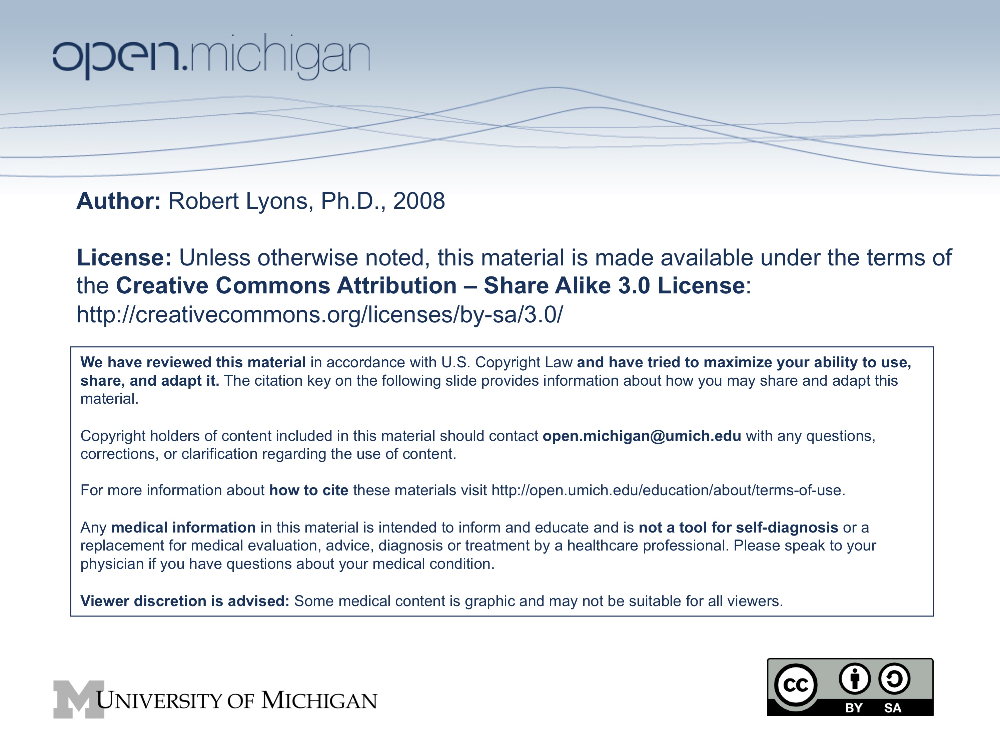 open.michigan
Author: Robert Lyons, Ph.D., 2008
License: Unless otherwise noted, this material is made available under the terms of
the Creative Commons Attribution – Share Alike 3.0 License:
http://creativecommons.org/licenses/by-sa/3.0/
We have reviewed this material in accordance with U.S. Copyright Law and have tried to maximize your ability to use,
share, and adapt it. The citation key on the following slide provides information about how you may share and adapt this
material.
Copyright holders of content included in this material should contact open.michigan@umich.edu with any questions,
corrections, or clarification regarding the use of content.
For more information about how to cite these materials visit http://open.umich.edu/education/about/terms-of-use.
Any medical information in this material is intended to inform and educate and is not a tool for self-diagnosis or a
replacement for medical evaluation, advice, diagnosis or treatment by a healthcare professional. Please speak to your
physician if you have questions about your medical condition.
Viewer discretion is advised: Some medical content is graphic and may not be suitable for all viewers.
M UNIVERSITY OF MICHIGAN
cc
BY SA